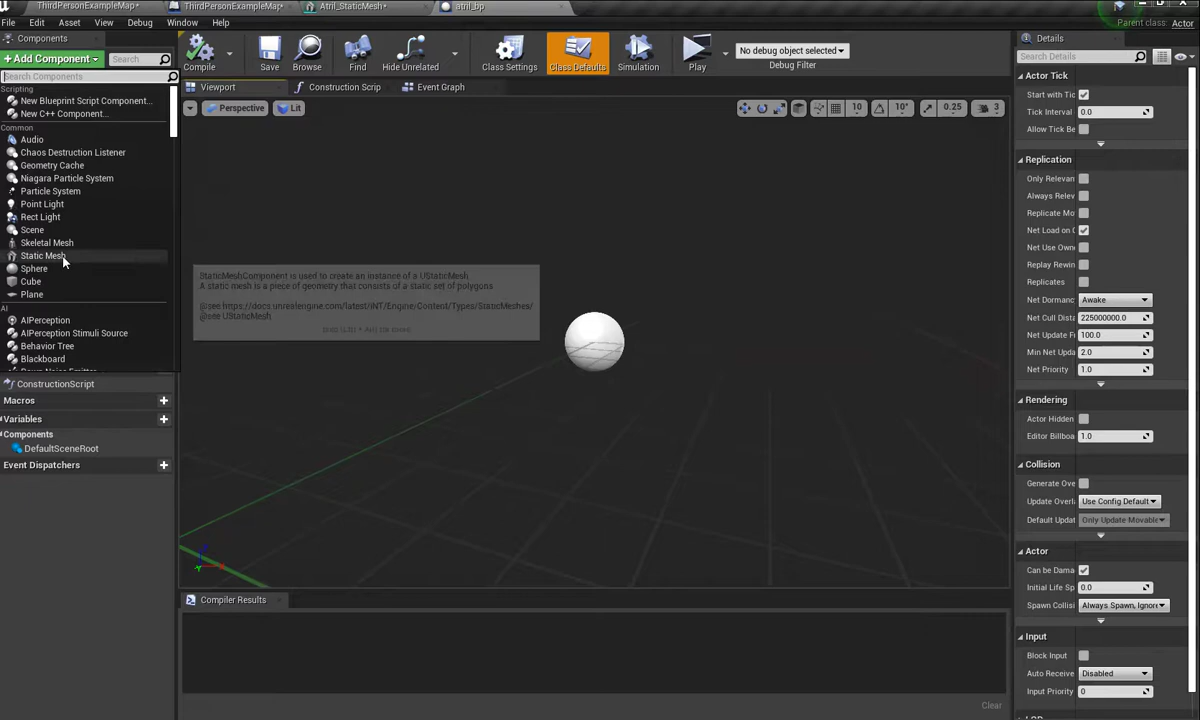 ThirdPersonExampleMap*
ThirdPersonExampleMap*
Atril_StaticMesh*
atril_bp
File
Edit
Asset
View
Debug
Window
Help
Parent class: Actor
Components
+ Add Component
Search
Search Components
Scripting
New Blueprint Script Component...
New C++ Component...
Common
Audio
Chaos Destruction Listener
Geometry Cache
Niagara Particle System
Particle System
Point Light
Rect Light
Scene
Skeletal Mesh
Static Mesh
Sphere
Cube
Plane
AI
AIPerception
AIPerception Stimuli Source
Behavior Tree
Blackboard
ConstructionScript
Macros
Variables
Components
DefaultSceneRoot
Event Dispatchers
Compile
Save
Browse
Find
Hide Unrelated
Class Settings
Class Defaults
Simulation
Play
No debug object selected
Debug Filter
Viewport
Construction Scrip
Event Graph
Perspective
Lit
10
10°
0.25
3
StaticMeshComponent is used to create an instance of a UStaticMesh.
A static mesh is a piece of geometry that consists of a static set of polygons
@see https://docs.unrealengine.com/latest/INT/Engine/Content/Types/StaticMeshes/
@see UStaticMesh
Compiler Results
Clear
Details
Search Details
Actor Tick
Start with Tic
Tick Interval
0.0
Allow Tick Be
Replication
Only Relevan
Always Relev
Replicate Mo
Net Load on C
Net Use Owne
Replay Rewin
Replicates
Net Dormanc
Awake
Net Cull Distar
225000000.0
Net Update F
100.0
Min Net Upda
2.0
Net Priority
1.0
Rendering
Actor Hidden
Editor Billboa
1.0
Collision
Generate Ove
Update Overla
Use Config Default
Default Updat
Only Update Movable
Actor
Can be Dama
Initial Life Sp
0.0
Spawn Collisi
Always Spawn, Ignore
Input
Block Input
Auto Receive
Disabled
Input Priority
0